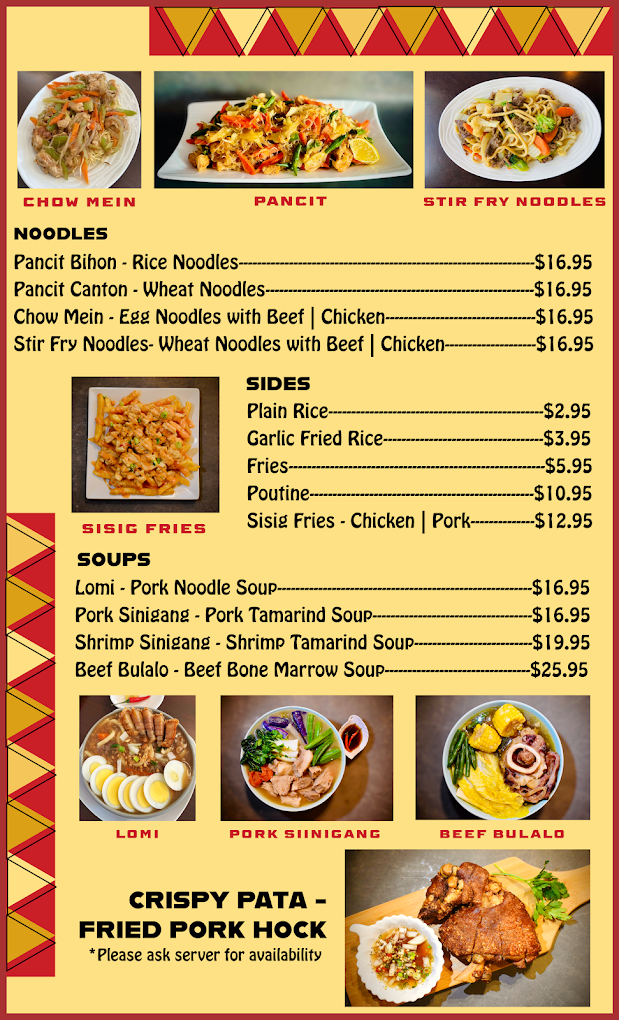 CHOW MEIN
PANCIT
STIR FRY NOODLES
NOODLES
Pancit Bihon - Rice Noodles-----$16.95
Pancit Canton - Wheat Noodles-----$16.95
Chow Mein - Egg Noodles with Beef | Chicken-----$16.95
Stir Fry Noodles- Wheat Noodles with Beef | Chicken-----$16.95
SIDES
Plain Rice-----$2.95
Garlic Fried Rice-----$3.95
Fries-----$5.95
Poutine-----$10.95
Sisig Fries - Chicken | Pork-----$12.95
SISIG FRIES
SOUPS
Lomi - Pork Noodle Soup-----$16.95
Pork Sinigang - Pork Tamarind Soup-----$16.95
Shrimp Sinigang - Shrimp Tamarind Soup-----$19.95
Beef Bulalo - Beef Bone Marrow Soup-----$25.95
LOMI
PORK SIINIGANG
BEEF BULALO
CRISPY PATA -
FRIED PORK HOCK
*Please ask server for availability